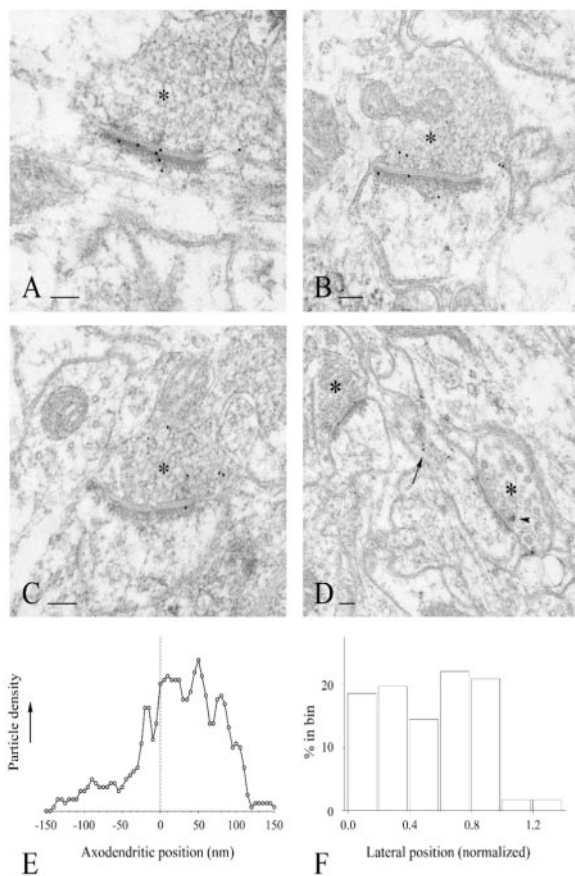 A
B
C
D
Particle density
-150
-100
-50
0
50
100
150
Axodendritic position (nm)
E
% in bin
20
10
0
0.0
0.4
0.8
1.2
Lateral position (normalized)
F